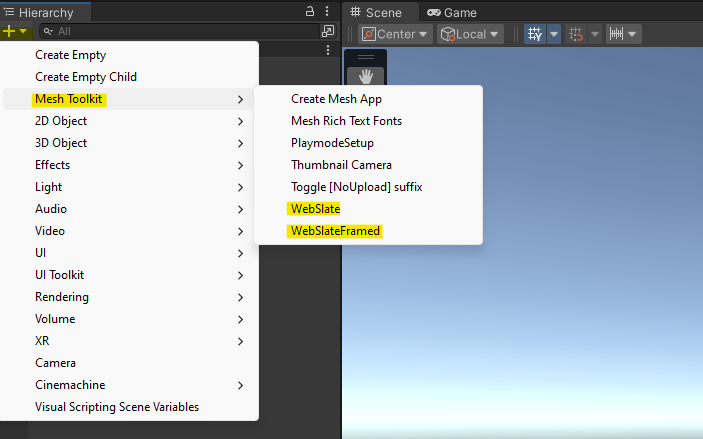 Hierarchy
Scene
Game
All
Center
Local
Create Empty
Create Empty Child
Mesh Toolkit
2D Object
3D Object
Effects
Light
Audio
Video
UI
UI Toolkit
Rendering
Volume
XR
Camera
Cinemachine
Visual Scripting Scene Variables
Create Mesh App
Mesh Rich Text Fonts
PlaymodeSetup
Thumbnail Camera
Toggle [NoUpload] suffix
WebSlate
WebSlateFramed